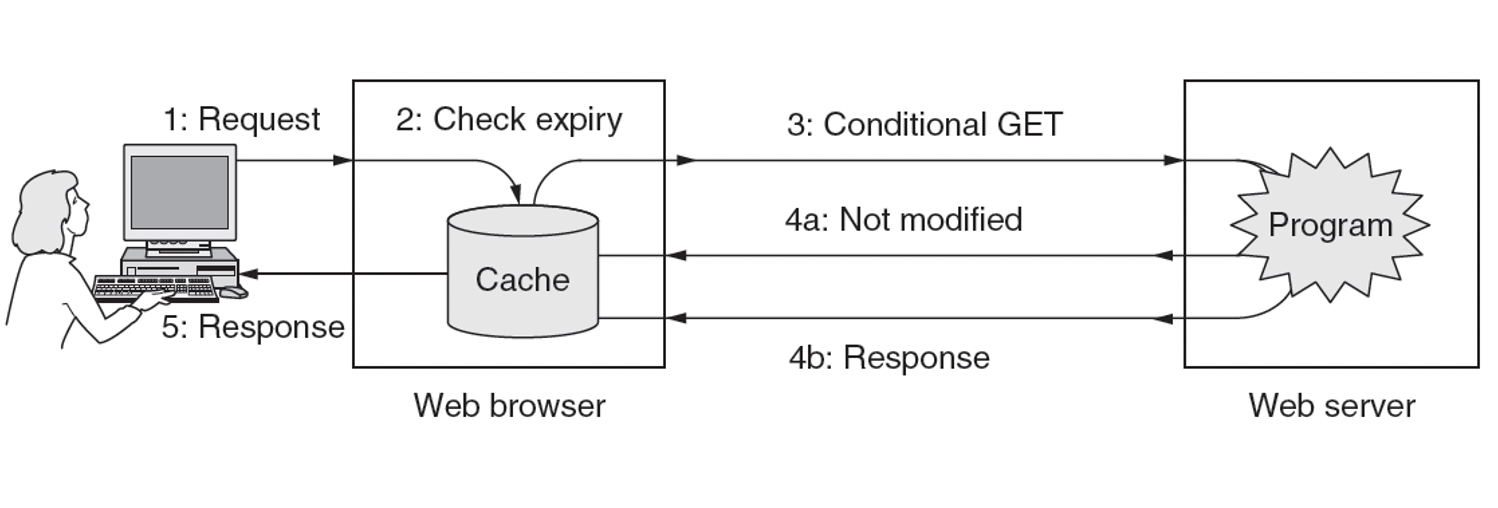 1: Request
2: Check expiry
3: Conditional GET
4a: Not modified
Program
Cache
5: Response
4b: Response
Web browser
Web server